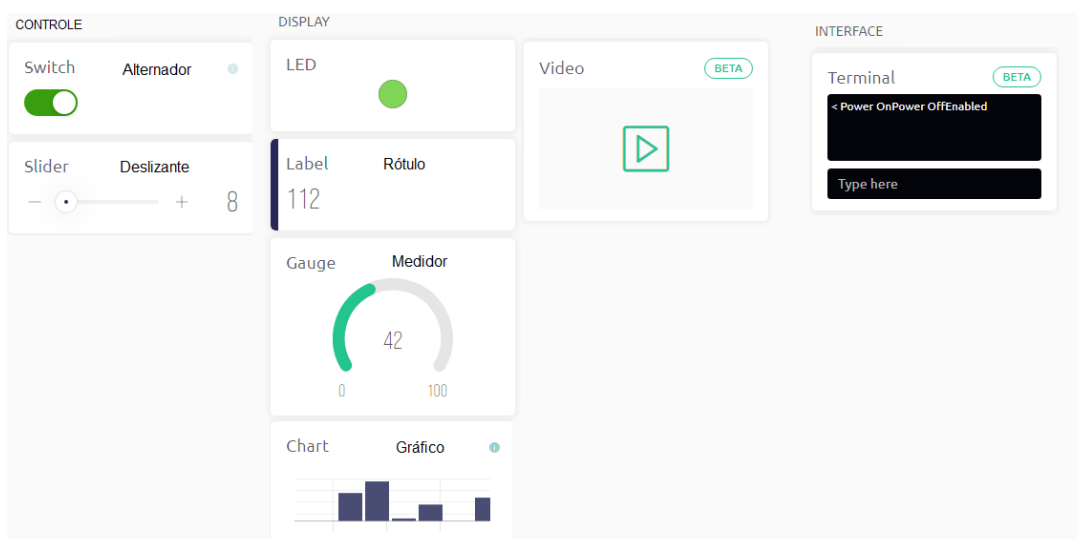 CONTROLE
Switch Alternador
Slider Deslizante
8
DISPLAY
LED
Label Rótulo
112
Gauge Medidor
42
0 100
Chart Gráfico
Video BETA
INTERFACE
Terminal BETA
< Power OnPower OffEnabled
Type here